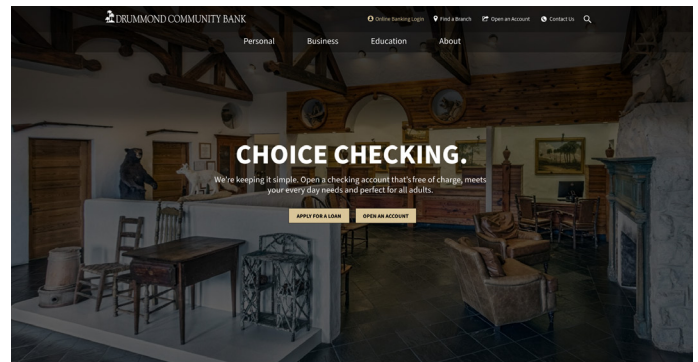 DRUMMOND COMMUNITY BANK
Online Banking Login Find a Branch Open an Account Contact Us
Personal Business Education About
CHOICE CHECKING.
We're keeping it simple. Open a checking account that's free of charge, meets
your every day needs and perfect for all adults.
APPLY FOR A LOAN OPEN AN ACCOUNT